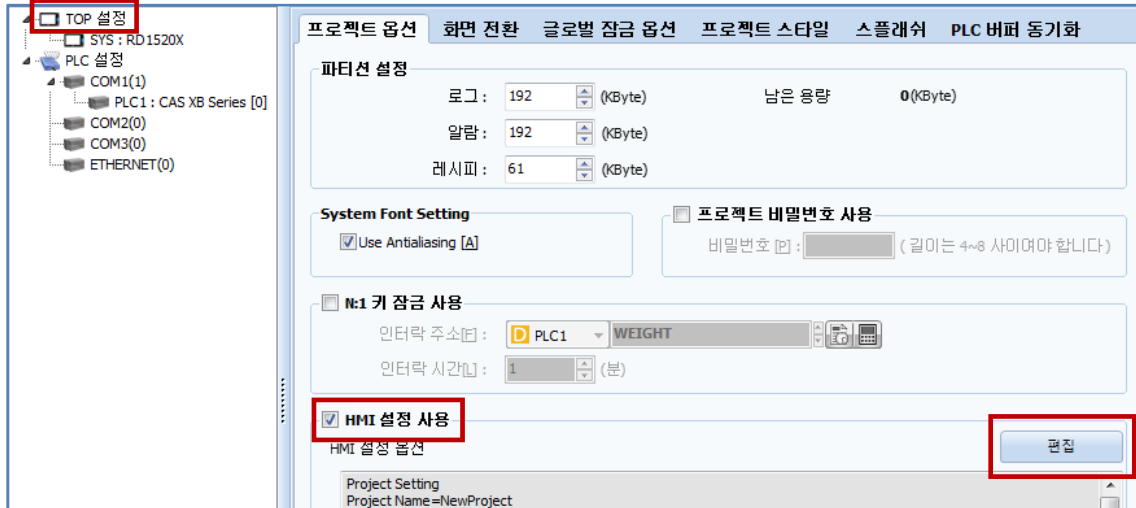 TOP 설정
SYS : RD1520X
PLC 설정
COM1(1)
PLC1 : CAS XB Series [0]
COM2(0)
COM3(0)
ETHERNET(0)
프로젝트 옵션 화면 전환 글로벌 잠금 옵션 프로젝트 스타일 스플래쉬 PLC 버퍼 동기화
파티션 설정
로그 : 192 (KByte) 남은 용량 0(KByte)
알람 : 192 (KByte)
레시피 : 61 (KByte)
System Font Setting
Use Antialiasing [A]
프로젝트 비밀번호 사용
비밀번호 [P] : ( 길이는 4~8 사이여야 합니다 )
N:1 키 잠금 사용
인터락 주소[F] : D PLC1 WEIGHT
인터락 시간[L] : 1 (분)
HMI 설정 사용
HMI 설정 옵션
편집
Project Setting
Project Name=NewProject